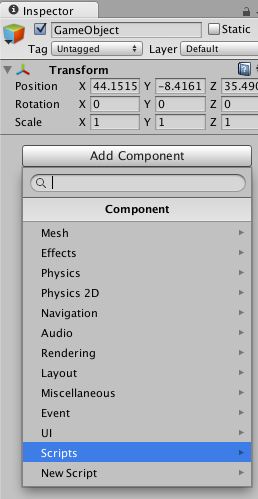 Inspector
GameObject Static
Tag Untagged Layer Default
Transform
Position X 44.1515 Y -8.4161 Z 35.490
Rotation X 0 Y 0 Z 0
Scale X 1 Y 1 Z 1
Add Component
Component
Mesh
Effects
Physics
Physics 2D
Navigation
Audio
Rendering
Layout
Miscellaneous
Event
UI
Scripts
New Script